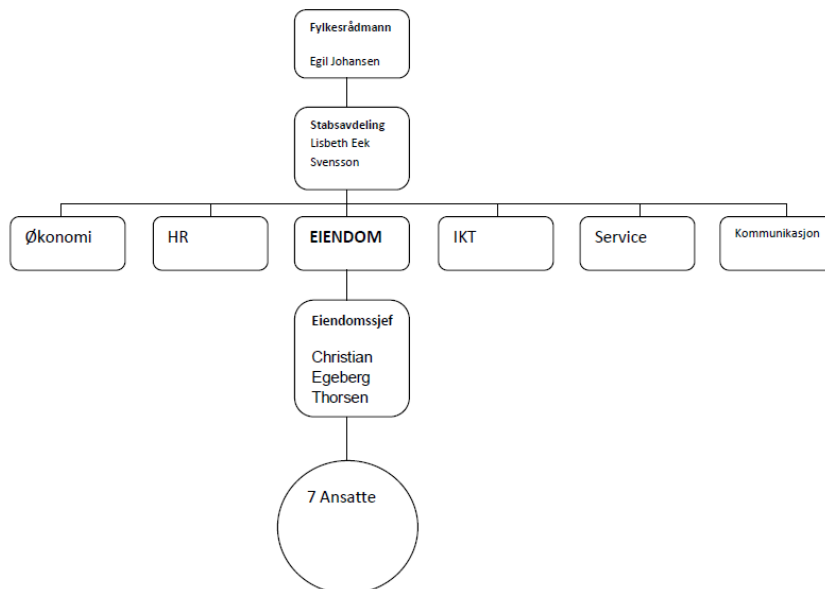 Fylkesrådmann
Egil Johansen
Stabsavdeling
Lisbeth Eek
Svensson
Økonomi
HR
EIENDOM
IKT
Service
Kommunikasjon
Eiendomssjef
Christian
Egeberg
Thorsen
7 Ansatte